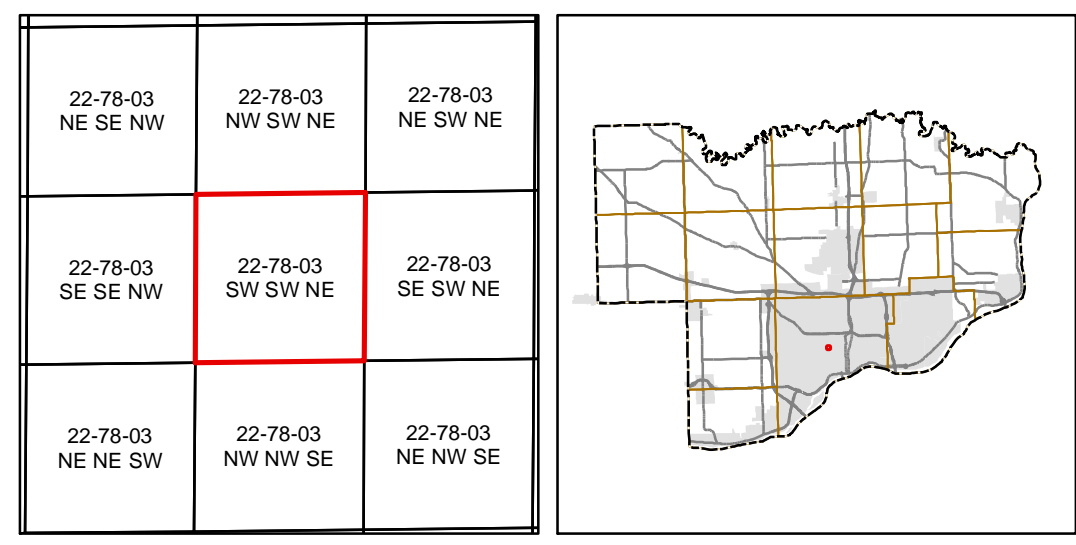 22-78-03
NE SE NW
22-78-03
NW SW NE
22-78-03
NE SW NE
22-78-03
SE SE NW
22-78-03
SW SW NE
22-78-03
SE SW NE
22-78-03
NE NE SW
22-78-03
NW NW SE
22-78-03
NE NW SE